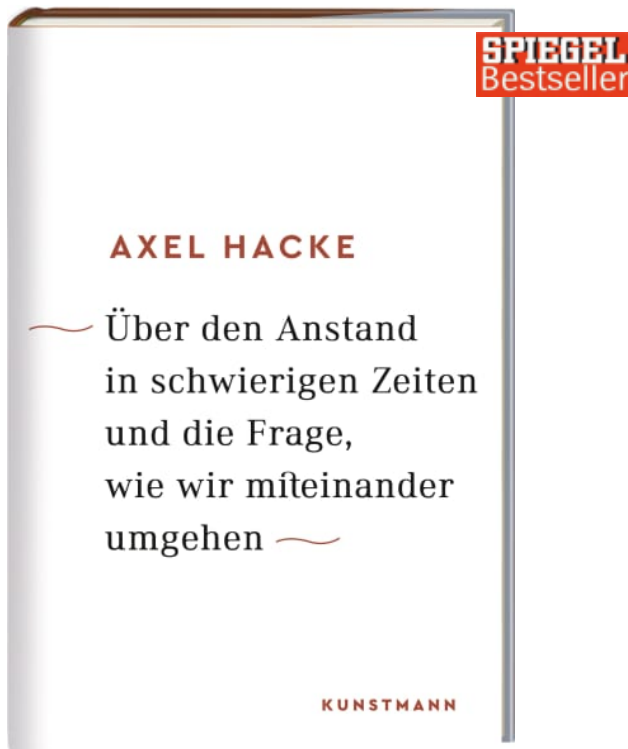 SPIEGEL
Bestseller
AXEL HACKE
Über den Anstand
in schwierigen Zeiten
und die Frage,
wie wir miteinander
umgehen
KUNSTMANN